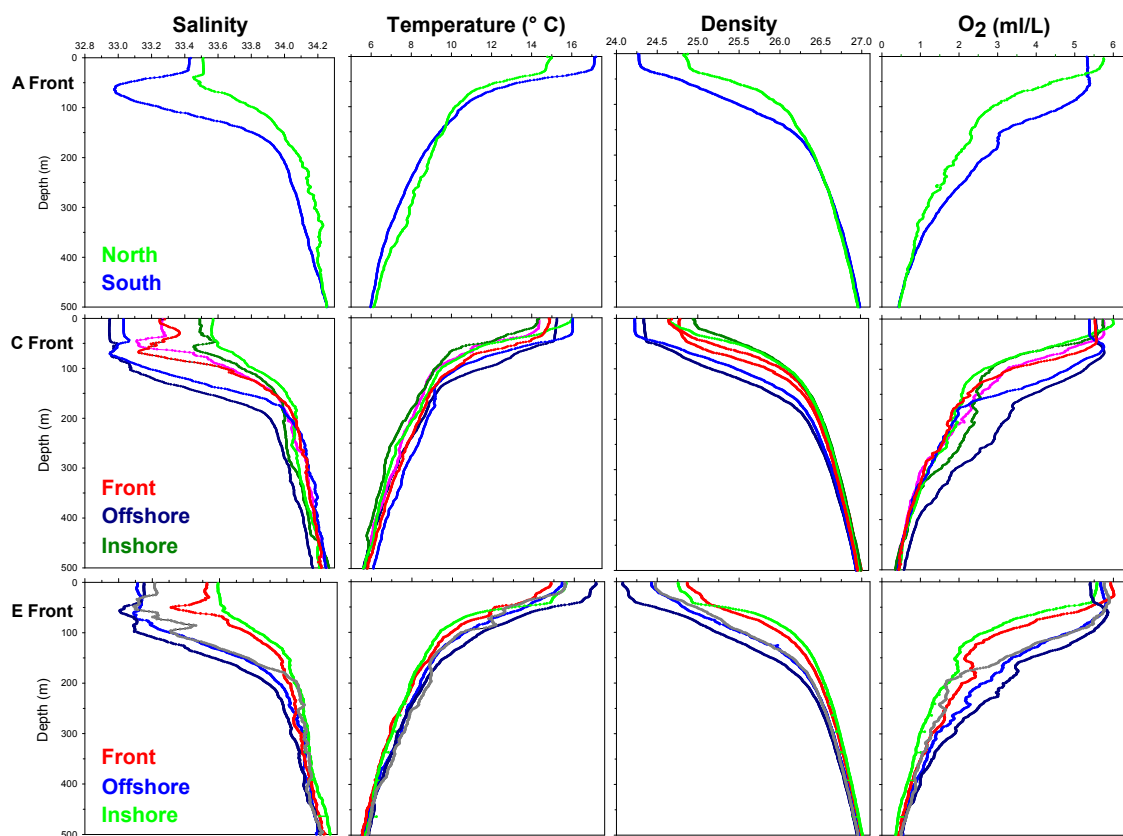 Salinity Temperature (° C) Density O2 (ml/L)
32.8 33.0 33.4 33.8 34.0 34.2
33.2 33.6
6 8 10 12 14 16
24.0 24.5 25.0 25.5 26.0 26.5 27.0
0 1 2 3 4 5 6
A Front
0
100
200
300
400
500
Depth (m)
North
South
C Front
0
100
200
300
400
500
Depth (m)
Front
Offshore
Inshore
E Front
0
100
200
300
400
500
Depth (m)
Front
Offshore
Inshore